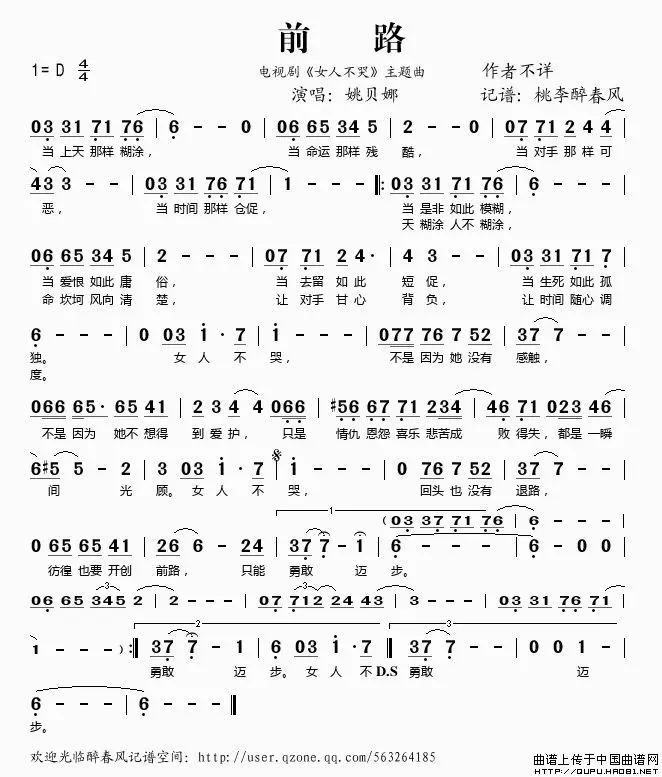 前 路
1=D 4/4
电视剧《女人不哭》主题曲 作者不详
演唱：姚贝娜 记谱：桃李醉春风
03 31 71 76 | 6 - - 0 | 06 65 34 5 | 2 - - 0 | 07 71 2 4 4 |
当 上天 那样 糊涂， 当 命运 那样 残 酷， 当 对手 那 样 可
43 3 - - | 03 31 76 71 | 1 - - - ‖: 03 31 71 76 | 6 - - - |
恶， 当 时间 那样 仓促， 当 是非 如此 模糊，
天 糊涂 人不 糊涂，
06 65 34 5 | 2 - - - | 07 71 2 4· | 4 3 - - | 03 31 71 76 |
当 爱恨 如此 庸 俗， 当 去留 如 此 短 促， 当 生死 如此 孤
命 坎坷 风向 清 楚， 让 对手 甘 心 背 负， 让 时间 随心 调
6 - - - | 0 03 1 · 7 | 1 - - - | 077 76 7 52 | 37 7 - - |
独。 女 人 不 哭， 不是 因为 她 没有 感触，
度。
066 65· 65 41 | 2 3 4 4 066 | #56 67 71 234 | 46 71 023 46 |
不是 因为 她不 想得 到 爱 护， 只是 情仇 恩怨 喜乐 悲苦成 败 得失，都是 一瞬
6#5 5 - 2 | 3 03 1 · 7 | 1 - - - | 0 76 7 52 | 37 7 - - |
间 光 顾。女 人 不 哭， 回头 也 没有 退路，
1
(03 37 71 76 | 6 - - -
0 65 65 41 | 26 6 - 24 | 37 7 - 1 | 6 - - - | 6 - 0 0 |
彷徨 也要 开创 前路， 只能 勇敢 迈 步。
06 65 345 2 | 2 - - - | 07 712 24 43 | 3 - - - | 03 31 76 71 |
3 3
2 3
1 - - -) :‖ 37 7 - 1 | 6 03 1· 7 ‖ 37 7 - 1 |
勇敢 迈 步。女 人 不D.S 勇敢 迈
6 - - - | 6 - - - ‖
步。
欢迎光临醉春风记谱空间：http://user.qzone.qq.com/563264185
曲谱上传于中国曲谱网
http://QUPU.HAO81.NET